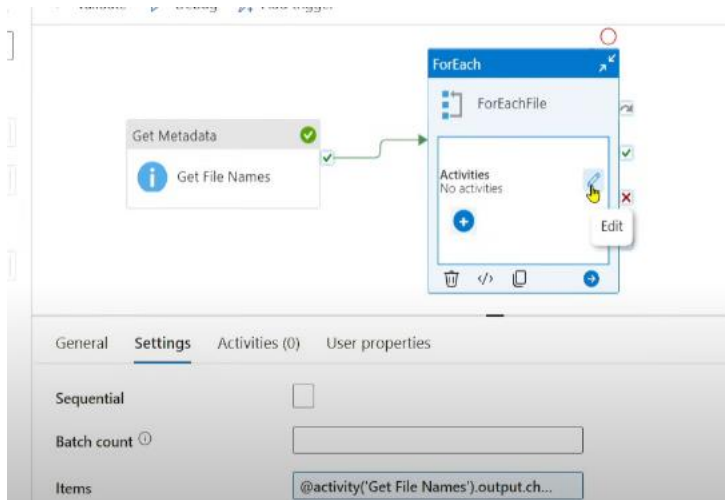 ForEach
ForEachFile
Get Metadata
Get File Names
Activities
No activities
Edit
General Settings Activities (0) User properties
Sequential
Batch count
Items @activity('Get File Names').output.ch...